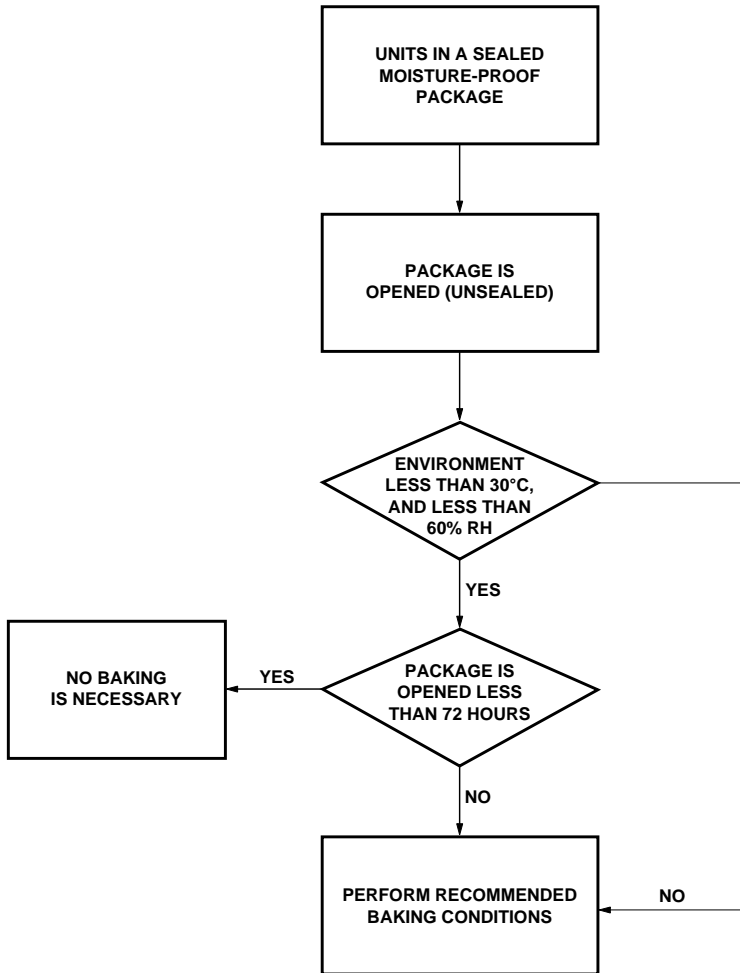 UNITS IN A SEALED
MOISTURE-PROOF
PACKAGE
PACKAGE IS
OPENED (UNSEALED)
ENVIRONMENT
LESS THAN 30°C,
AND LESS THAN
60% RH
YES
NO BAKING
IS NECESSARY
YES
PACKAGE IS
OPENED LESS
THAN 72 HOURS
NO
PERFORM RECOMMENDED
BAKING CONDITIONS
NO